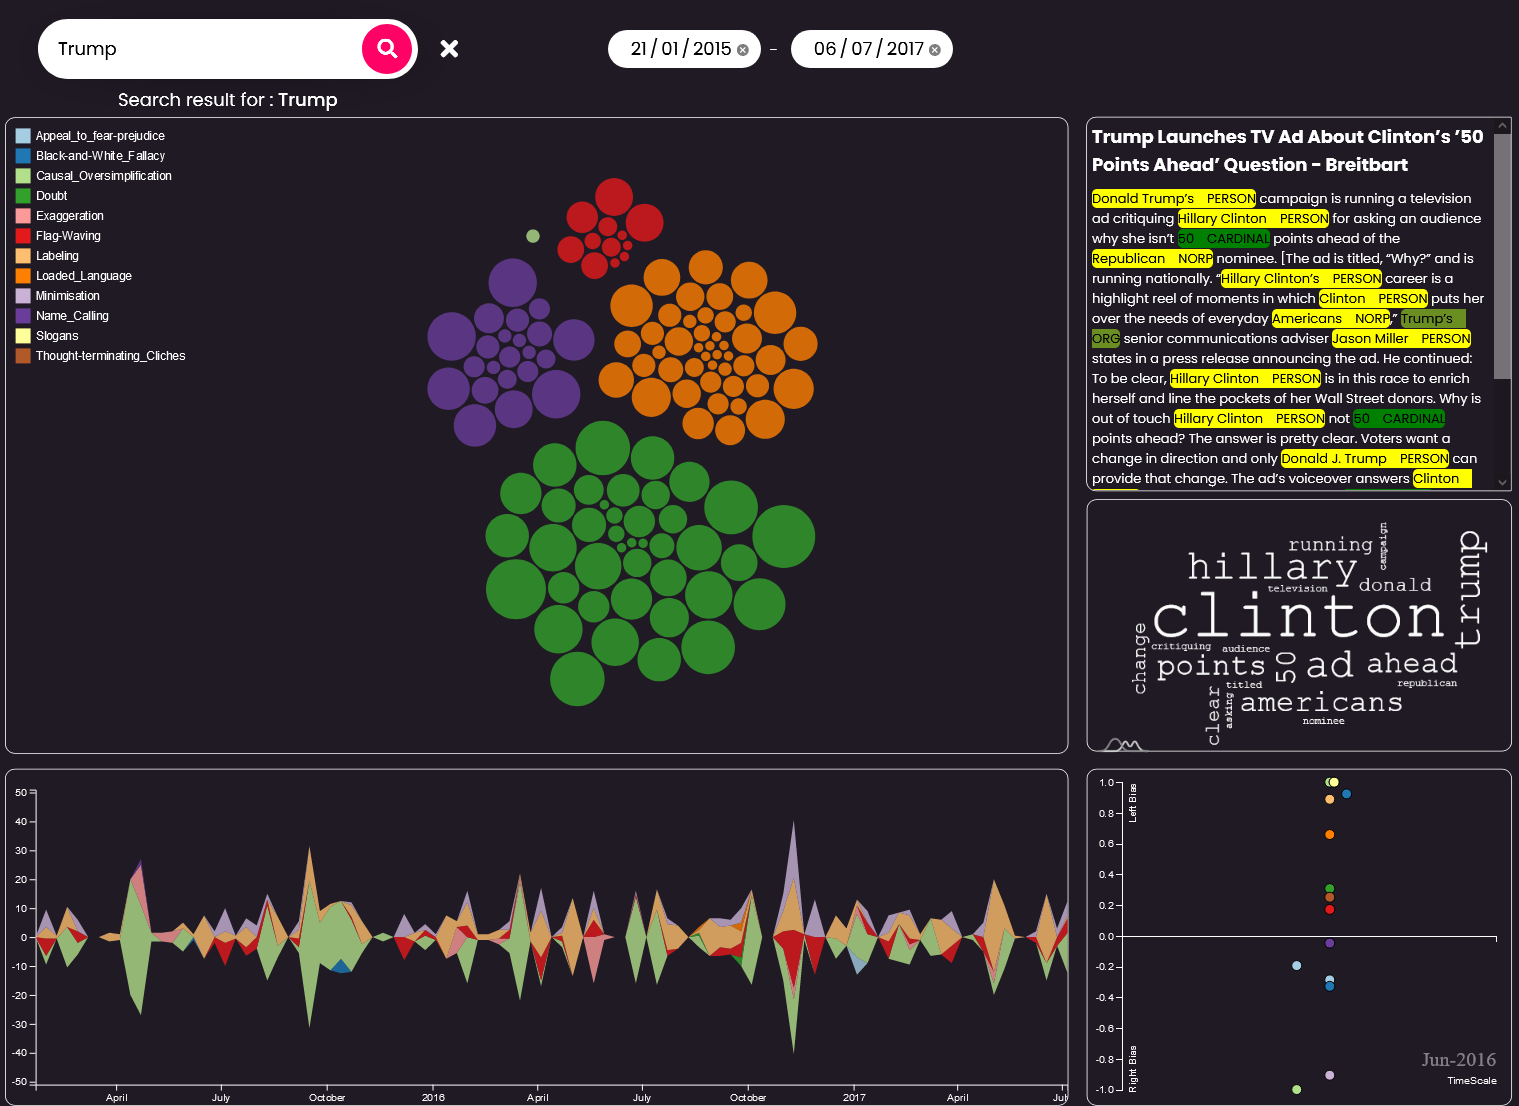 Trump
21 / 01 / 2015
–
06 / 07 / 2017
Search result for : Trump
Appeal_to_fear-prejudice
Black-and-White_Fallacy
Causal_Oversimplification
Doubt
Exaggeration
Flag-Waving
Labeling
Loaded_Language
Minimisation
Name_Calling
Slogans
Thought-terminating_Cliches
Trump Launches TV Ad About Clinton’s ’50
Points Ahead’ Question - Breitbart
Donald Trump’s PERSON campaign is running a television
ad critiquing Hillary Clinton PERSON for asking an audience
why she isn’t 50 CARDINAL points ahead of the
Republican NORP nominee. [The ad is titled, “Why?” and is
running nationally. “Hillary Clinton’s PERSON career is a
highlight reel of moments in which Clinton PERSON puts her
over the needs of everyday Americans NORP,” Trump’s
ORG senior communications adviser Jason Miller PERSON
states in a press release announcing the ad. He continued:
To be clear, Hillary Clinton PERSON is in this race to enrich
herself and line the pockets of her Wall Street donors. Why is
out of touch Hillary Clinton PERSON not 50 CARDINAL
points ahead? The answer is pretty clear. Voters want a
change in direction and only Donald J. Trump PERSON can
provide that change. The ad’s voiceover answers Clinton
running
campaign
trump
hillary
television
donald
clinton
change
critiquing
audience
points
50
ad
ahead
titled
republican
clear
asking
americans
nominee
50
40
30
20
10
0
-10
-20
-30
-40
-50
April
July
October
2016
April
July
October
2017
April
1.0
0.8
0.6
0.4
0.2
0.0
-0.2
-0.4
-0.6
-0.8
-1.0
Left Bias
Right Bias
Jun-2016
TimeScale